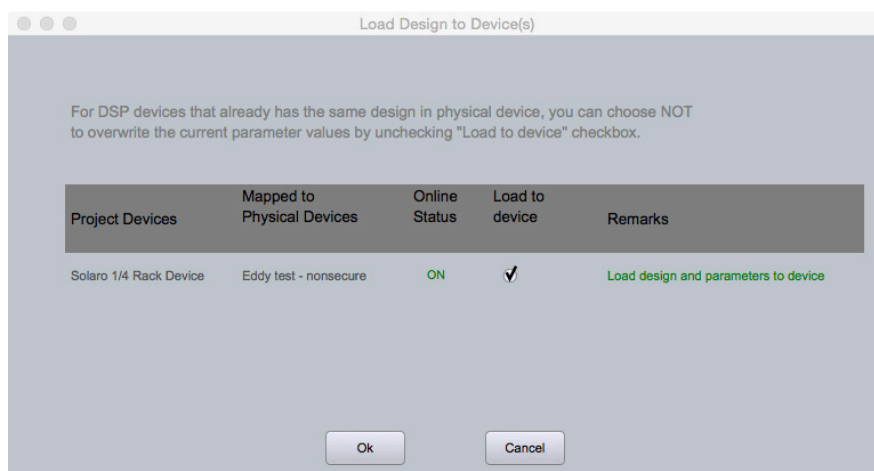 Load Design to Device(s)
For DSP devices that already has the same design in physical device, you can choose NOT
to overwrite the current parameter values by unchecking "Load to device" checkbox.
Project Devices
Mapped to
Physical Devices
Online
Status
Load to
device
Remarks
Solaro 1/4 Rack Device
Eddy test - nonsecure
ON
Load design and parameters to device
Ok
Cancel